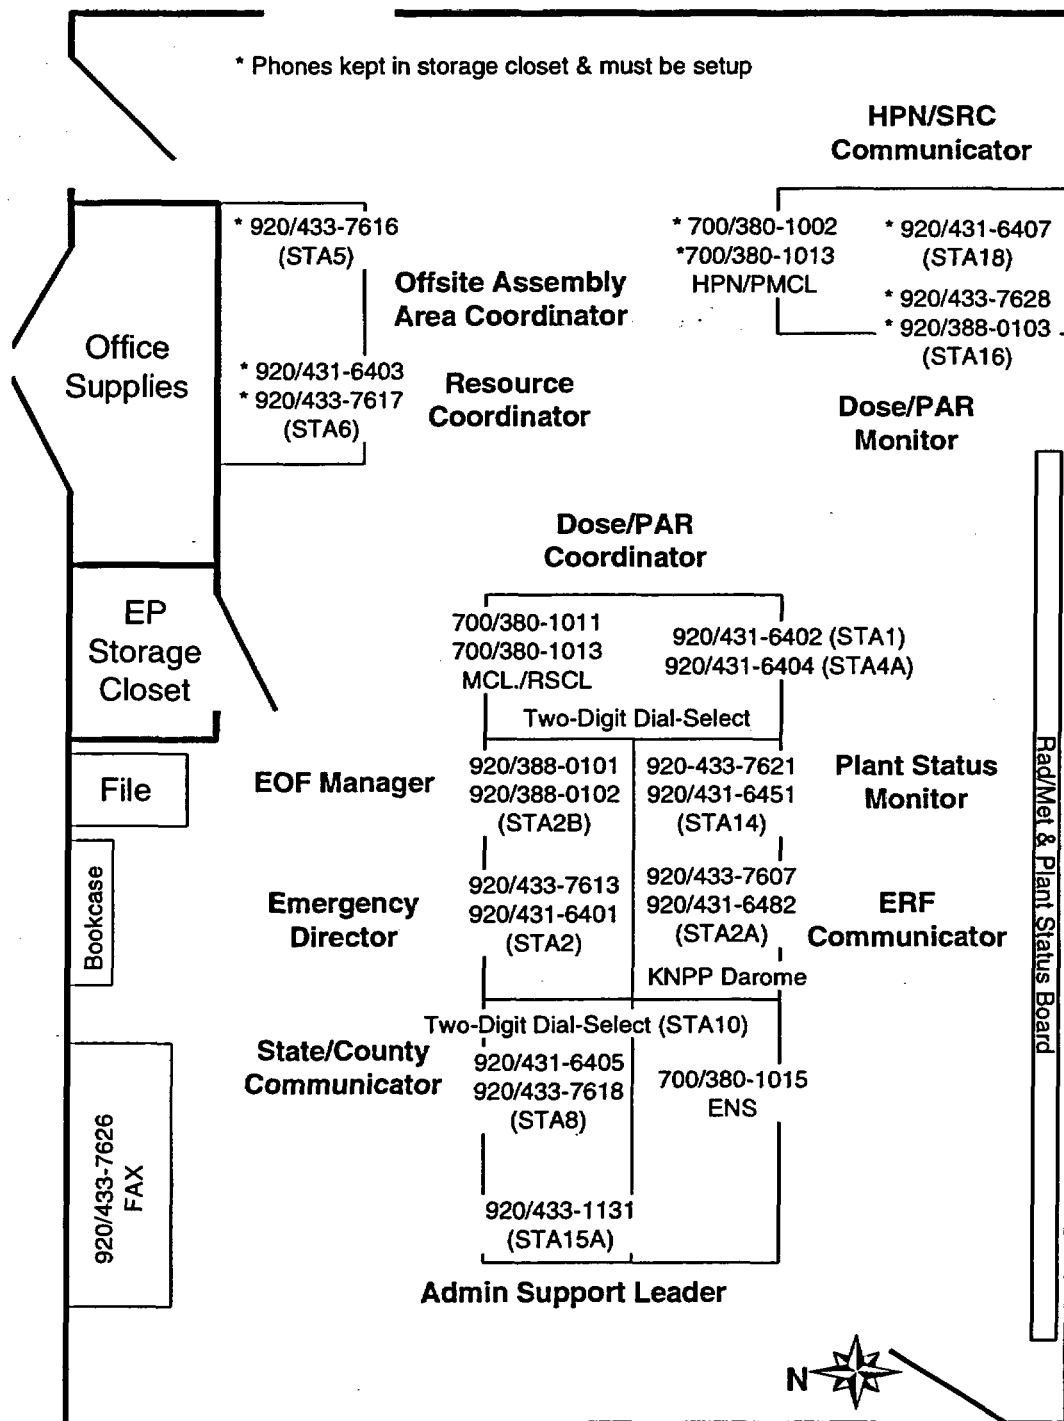 * Phones kept in storage closet & must be setup
HPN/SRC
Communicator
* 920/433-7616
(STA5)
* 700/380-1002
*700/380-1013
HPN/PMCL
* 920/431-6407
(STA18)
* 920/433-7628
* 920/388-0103
(STA16)
Offsite Assembly
Area Coordinator
Office
Supplies
* 920/431-6403
* 920/433-7617
(STA6)
Resource
Coordinator
Dose/PAR
Monitor
Dose/PAR
Coordinator
EP
Storage
Closet
700/380-1011
700/380-1013
MCL./RSCL
920/431-6402 (STA1)
920/431-6404 (STA4A)
Two-Digit Dial-Select
File
EOF Manager
920/388-0101
920/388-0102
(STA2B)
920-433-7621
920/431-6451
(STA14)
Plant Status
Monitor
Rad/Met & Plant Status Board
Bookcase
Emergency
Director
920/433-7613
920/431-6401
(STA2)
920/433-7607
920/431-6482
(STA2A)
ERF
Communicator
KNPP Darome
Two-Digit Dial-Select (STA10)
State/County
Communicator
920/431-6405
920/433-7618
(STA8)
700/380-1015
ENS
920/433-7626
FAX
920/433-1131
(STA15A)
Admin Support Leader
N